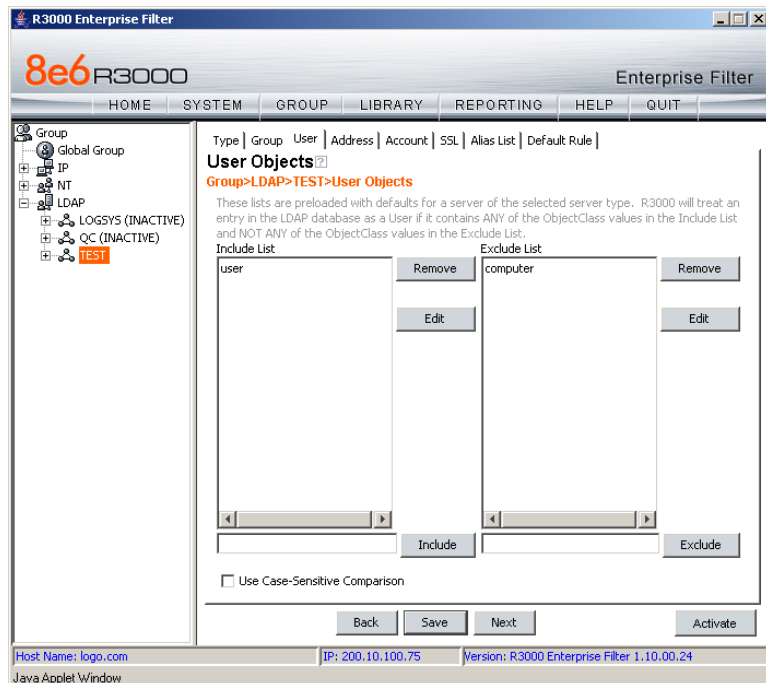 R3000 Enterprise Filter
8e6 R3000
Enterprise Filter
HOME SYSTEM GROUP LIBRARY REPORTING HELP QUIT
Group
Global Group
IP
NT
LDAP
LOGSYS (INACTIVE)
QC (INACTIVE)
TEST
Type Group User Address Account SSL Alias List Default Rule
User Objects?
Group>LDAP>TEST>User Objects
These lists are preloaded with defaults for a server of the selected server type. R3000 will treat an
entry in the LDAP database as a User if it contains ANY of the ObjectClass values in the Include List
and NOT ANY of the ObjectClass values in the Exclude List.
Include List Exclude List
user Remove computer Remove
Edit Edit
Include Exclude
Use Case-Sensitive Comparison
Back Save Next Activate
Host Name: logo.com IP: 200.10.100.75 Version: R3000 Enterprise Filter 1.10.00.24
Java Applet Window